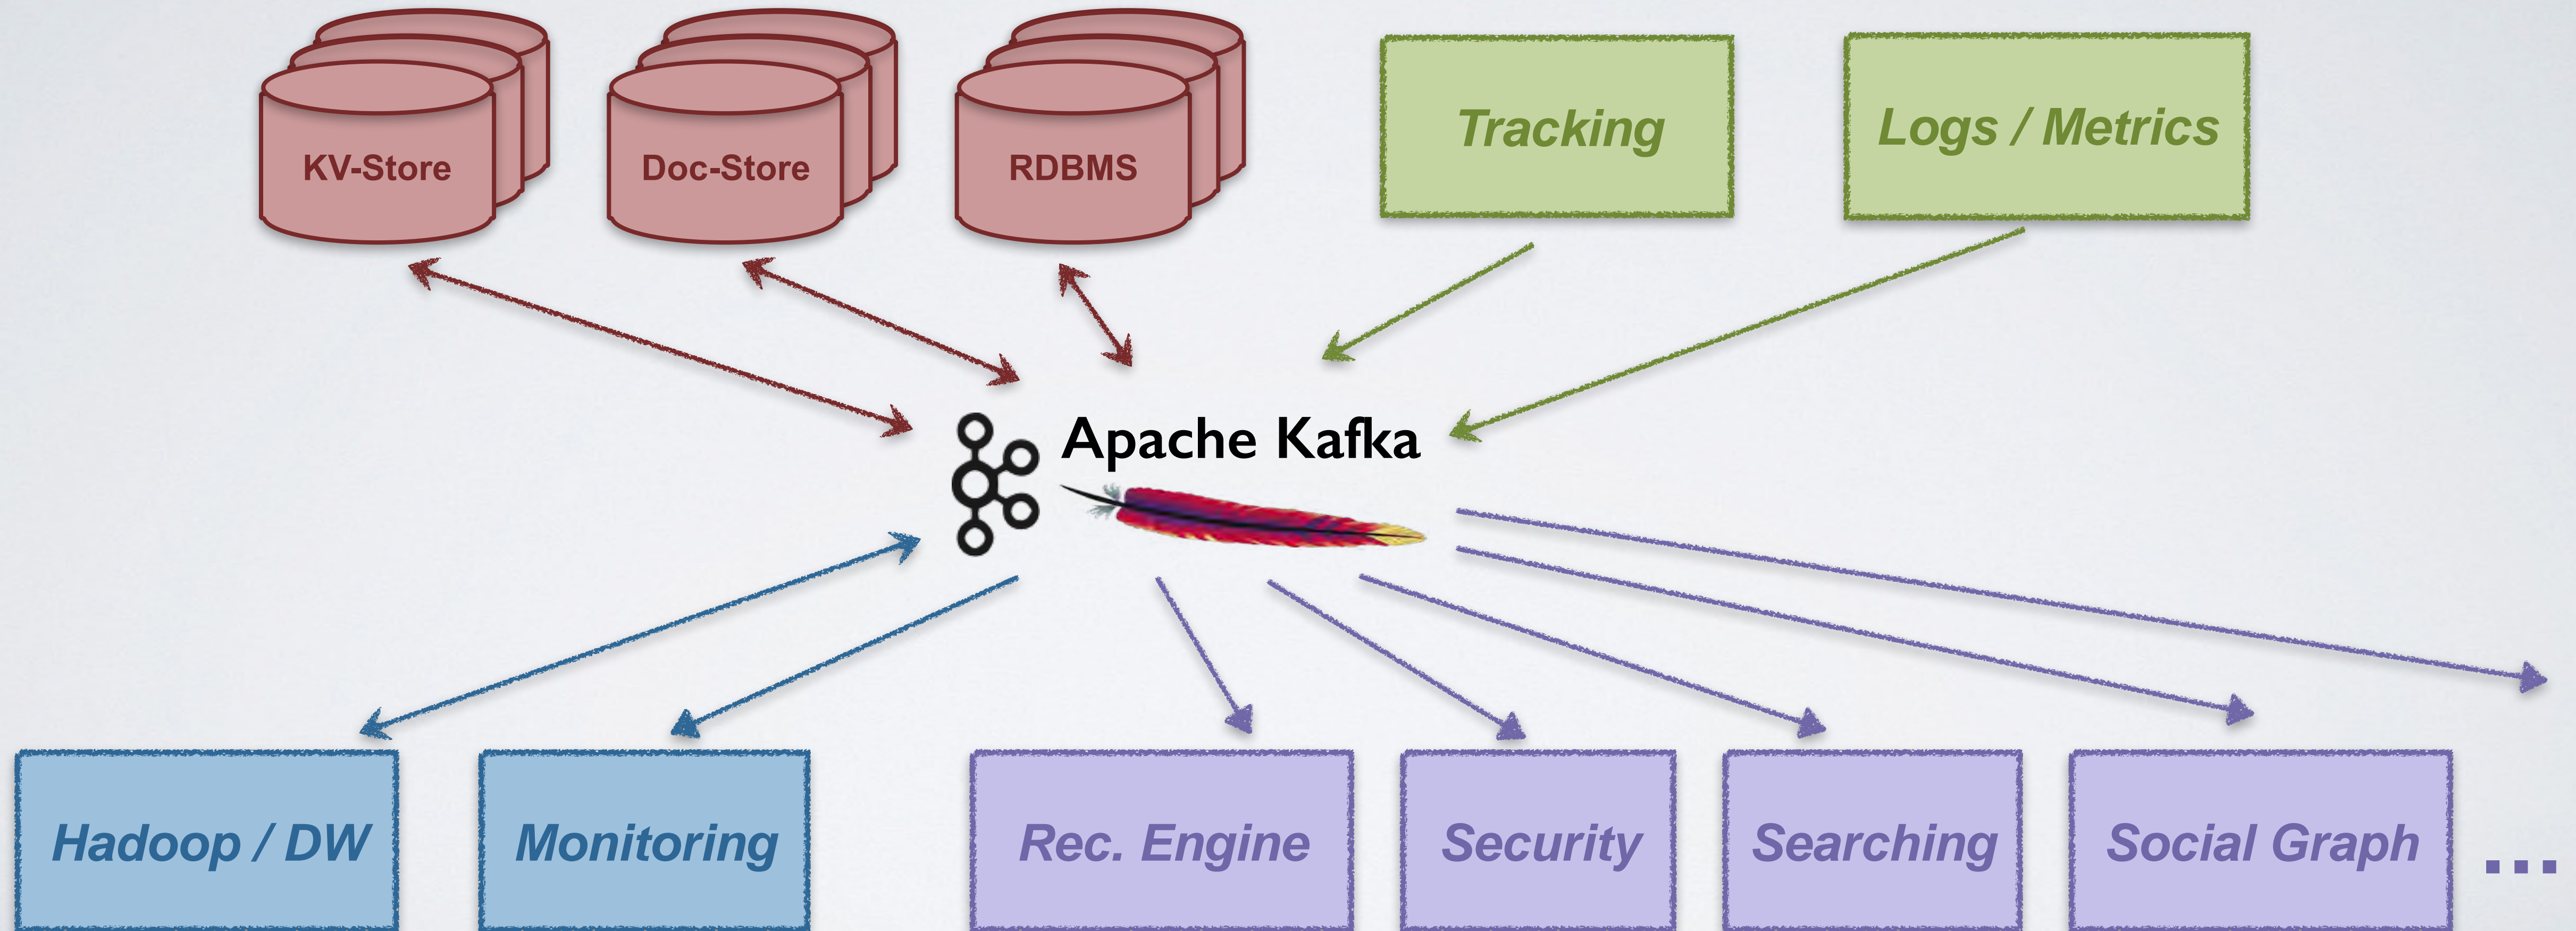 KV-Store
Doc-Store
RDBMS
Tracking
Logs / Metrics
Apache Kafka
Hadoop / DW
Monitoring
Rec. Engine
Security
Searching
Social Graph
...